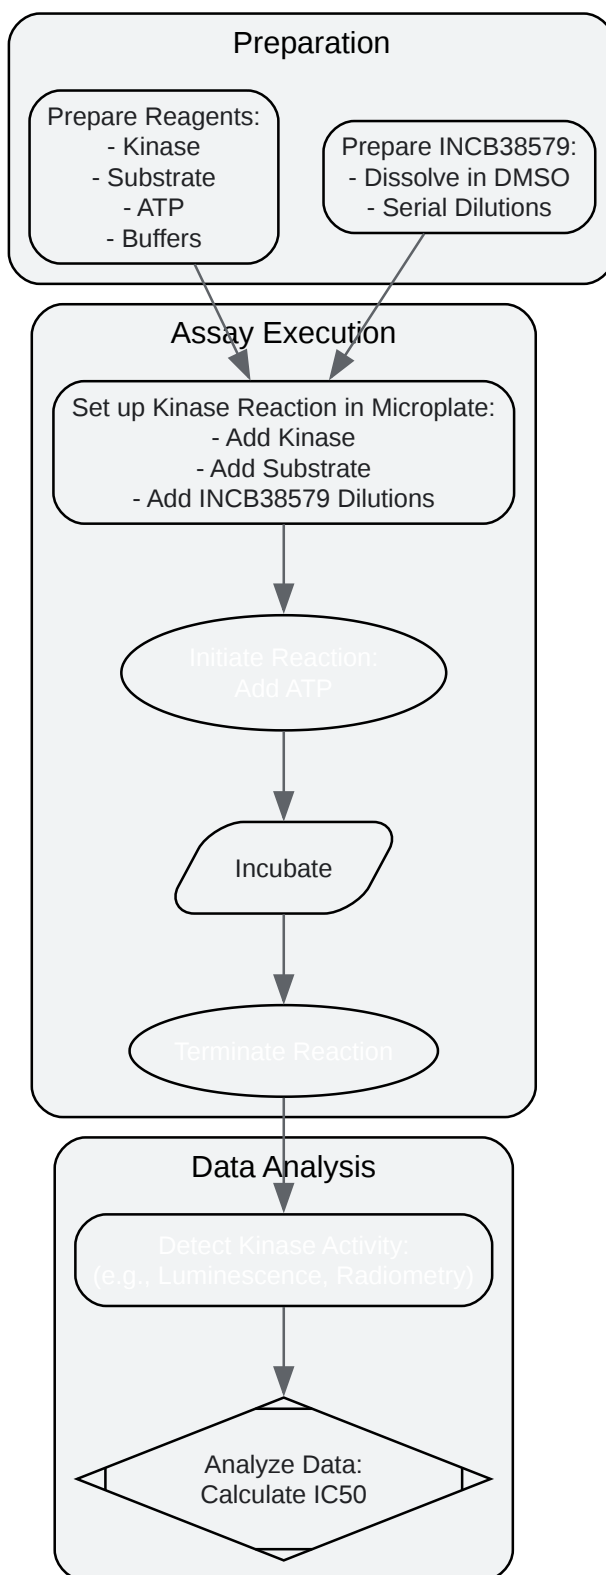 Preparation
Prepare Reagents:
- Kinase
- Substrate
- ATP
- Buffers
Prepare INCB38579:
- Dissolve in DMSO
- Serial Dilutions
Assay Execution
Set up Kinase Reaction in Microplate:
- Add Kinase
- Add Substrate
- Add INCB38579 Dilutions
Initiate Reaction:
Add ATP
Incubate
Terminate Reaction
Data Analysis
Detect Kinase Activity:
(e.g., Luminescence, Radiometry)
Analyze Data:
Calculate IC50